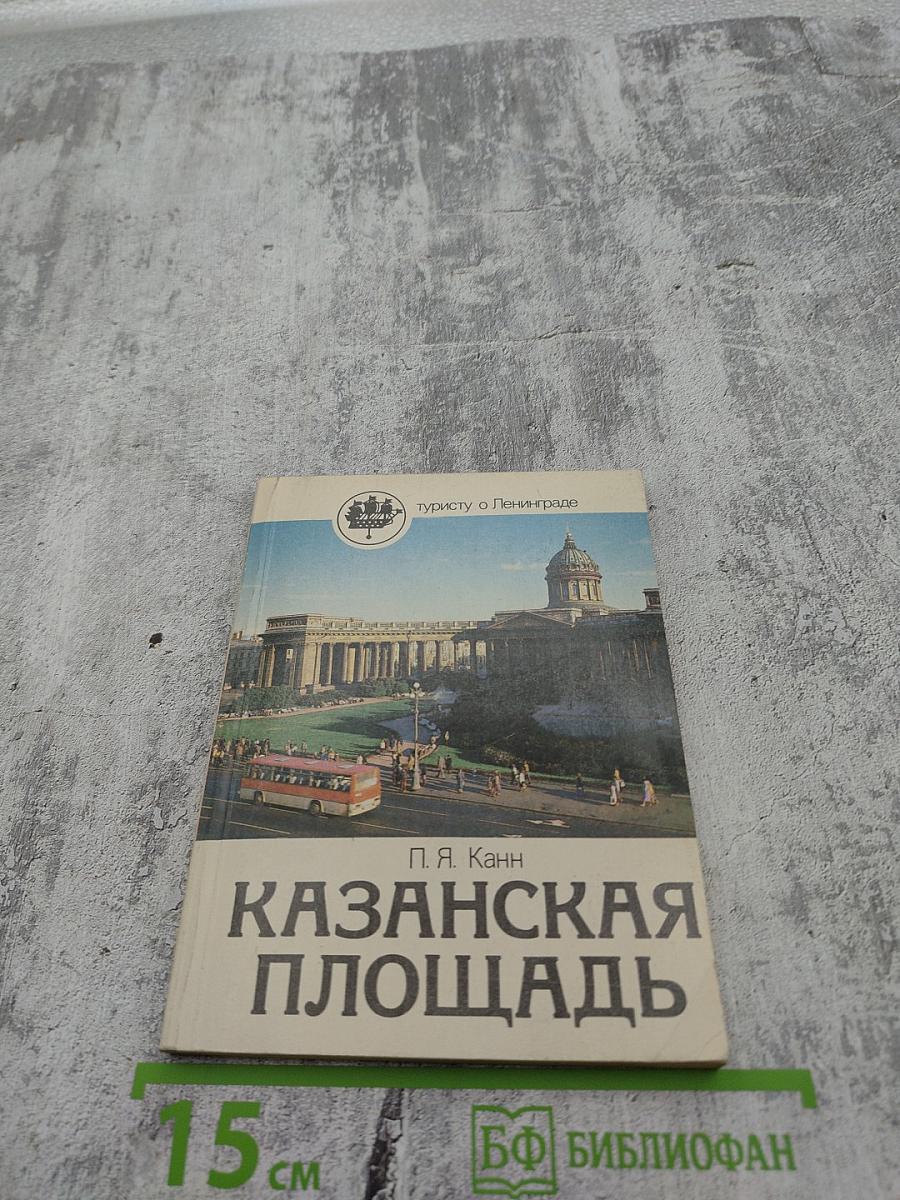 туристу о Ленинграде
П. Я. Канн
КАЗАНСКАЯ
ПЛОЩАДЬ
15 см
БФ БИБЛИОФАН